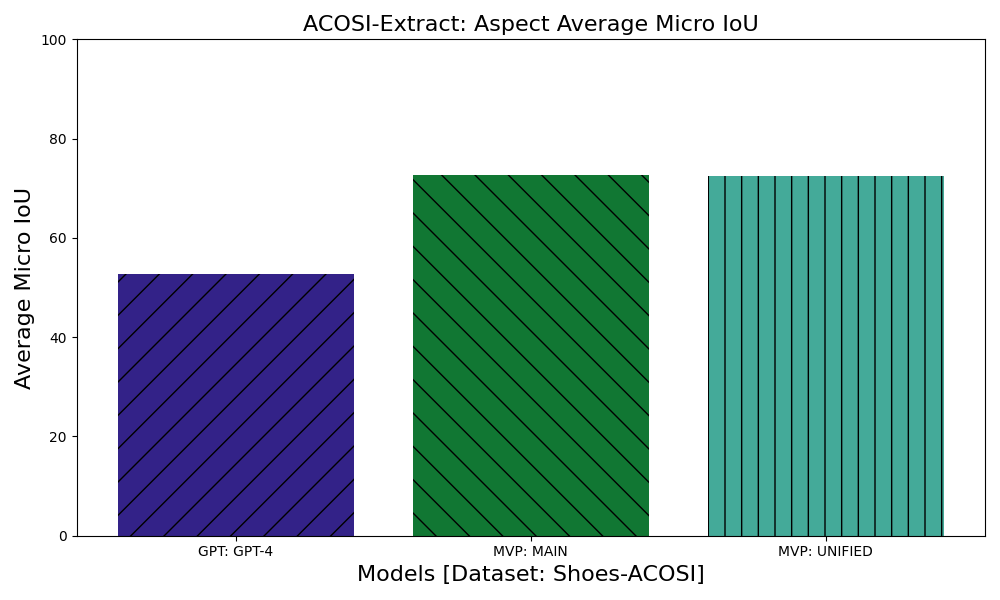 ACOSI-Extract: Aspect Average Micro IoU
Average Micro IoU
100
80
60
40
20
0
GPT: GPT-4
MVP: MAIN
MVP: UNIFIED
Models [Dataset: Shoes-ACOSI]